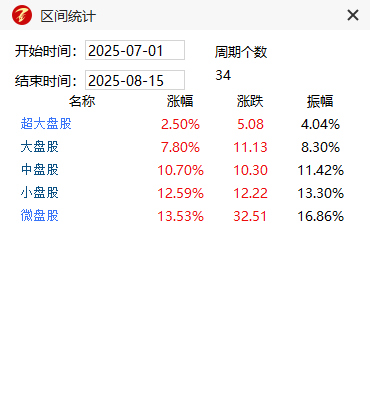 区间统计
开始时间: 2025-07-01 周期个数
结束时间: 2025-08-15 34
名称 涨幅 涨跌 振幅
超大盘股 2.50% 5.08 4.04%
大盘股 7.80% 11.13 8.30%
中盘股 10.70% 10.30 11.42%
小盘股 12.59% 12.22 13.30%
微盘股 13.53% 32.51 16.86%